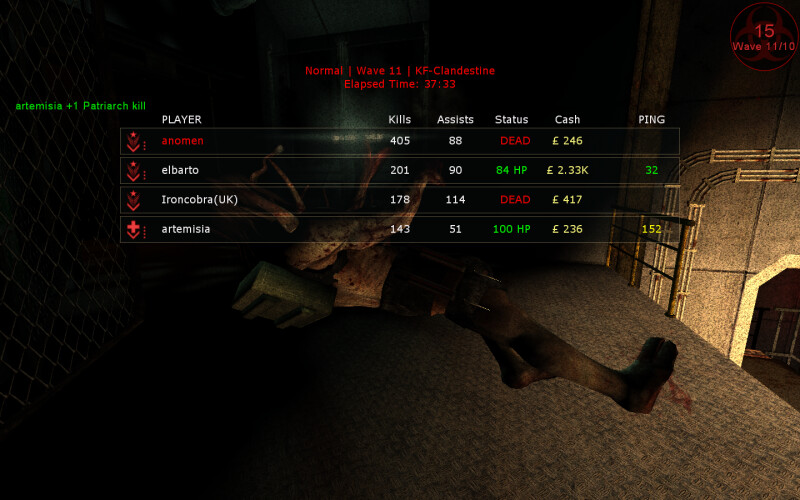 15
Wave 11/10
Normal | Wave 11 | KF-Clandestine
Elapsed Time: 37:33
artemisia +1 Patriarch kill
PLAYER Kills Assists Status Cash PING
anomen 405 88 DEAD £ 246
elbarto 201 90 84 HP £ 2.33K 32
Ironcobra(UK) 178 114 DEAD £ 417
artemisia 143 51 100 HP £ 236 152